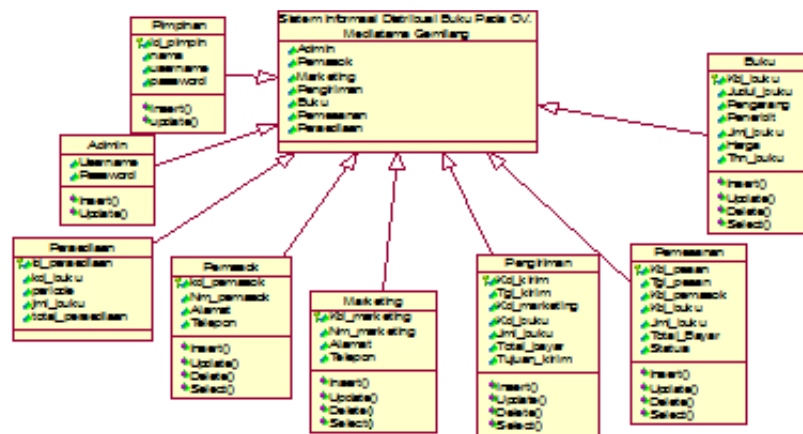 Pimpinan
id_pimpin
name
username
password
Insert()
update()
Sistem Informasi Distribusi Buku Pada CV.
Mediatama Gemilang
Admin
Pemasok
Marketing
Pengiriman
Buku
Pemesanan
Persediaan
Buku
Kd_buku
Judul_buku
Pengarang
Penerbit
Jml_buku
Harga
Thn_buku
Insert()
Update()
Delete()
Select()
Admin
Username
Password
Insert()
Update()
Persediaan
kd_buku
periode
jml_buku
total_persediaan
Pemasok
kd_pemasok
Nm_pemasok
Alamat
Telepon
Insert()
Update()
Delete()
Select()
Marketing
Kd_marketing
Nm_marketing
Alamat
Telepon
Insert()
Update()
Delete()
Select()
Pengiriman
Kd_kirim
Tgl_kirim
Kd_marketing
Kd_buku
Jml_buku
Total_bayar
Tujuan_kirim
Insert()
Update()
Delete()
Select()
Pemesanan
Kd_pesan
Tgl_pesan
Kd_pemasok
Kd_buku
Jml_buku
Total_Bayar
Status
Insert()
Update()
Delete()
Select()